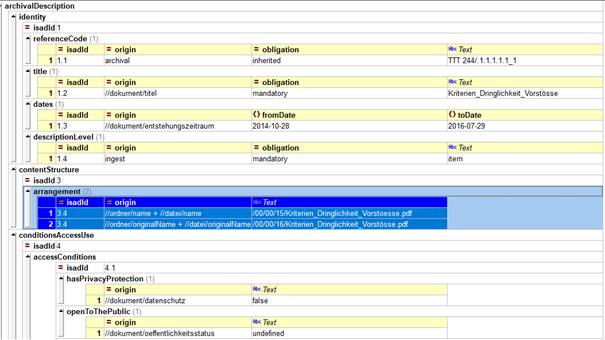 archivalDescription
identity
= isadId 1
referenceCode (1)
= isadId = origin = obligation Abc Text
1 1.1 archival inherited TTT 244/.1.1.1.1.1_1
title (1)
= isadId = origin = obligation Abc Text
1 1.2 //dokument/titel mandatory Kriterien_Dringlichkeit_Vorstösse
dates (1)
= isadId = origin {} fromDate {} toDate
1 1.3 //dokument/entstehungszeitraum 2014-10-28 2016-07-29
descriptionLevel (1)
= isadId = origin = obligation Abc Text
1 1.4 ingest mandatory item
contentStructure
= isadId 3
arrangement (2)
= isadId = origin Abc Text
1 3.4 //ordner/name + //datei/name /00/00/15/Kriterien_Dringlichkeit_Vorstoesse.pdf
2 3.4 //ordner/originalName + //datei/originalName /00/00/16/Kriterien_Dringlichkeit_Vorstösse.pdf
conditionsAccessUse
= isadId 4
accessConditions
= isadId 4.1
hasPrivacyProtection (1)
= origin Abc Text
1 //dokument/datenschutz false
openToThePublic (1)
= origin Abc Text
1 //dokument/oeffentlichkeitsstatus undefined